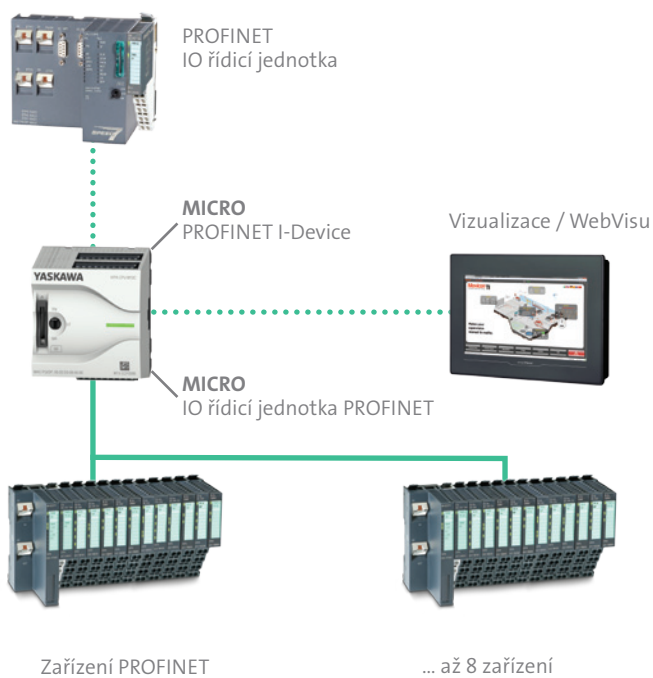 PROFINET
IO řídicí jednotka
MICRO
PROFINET I-Device
Vizualizace / WebVisu
YASKAWA
MICRO
IO řídicí jednotka PROFINET
Zařízení PROFINET
... až 8 zařízení